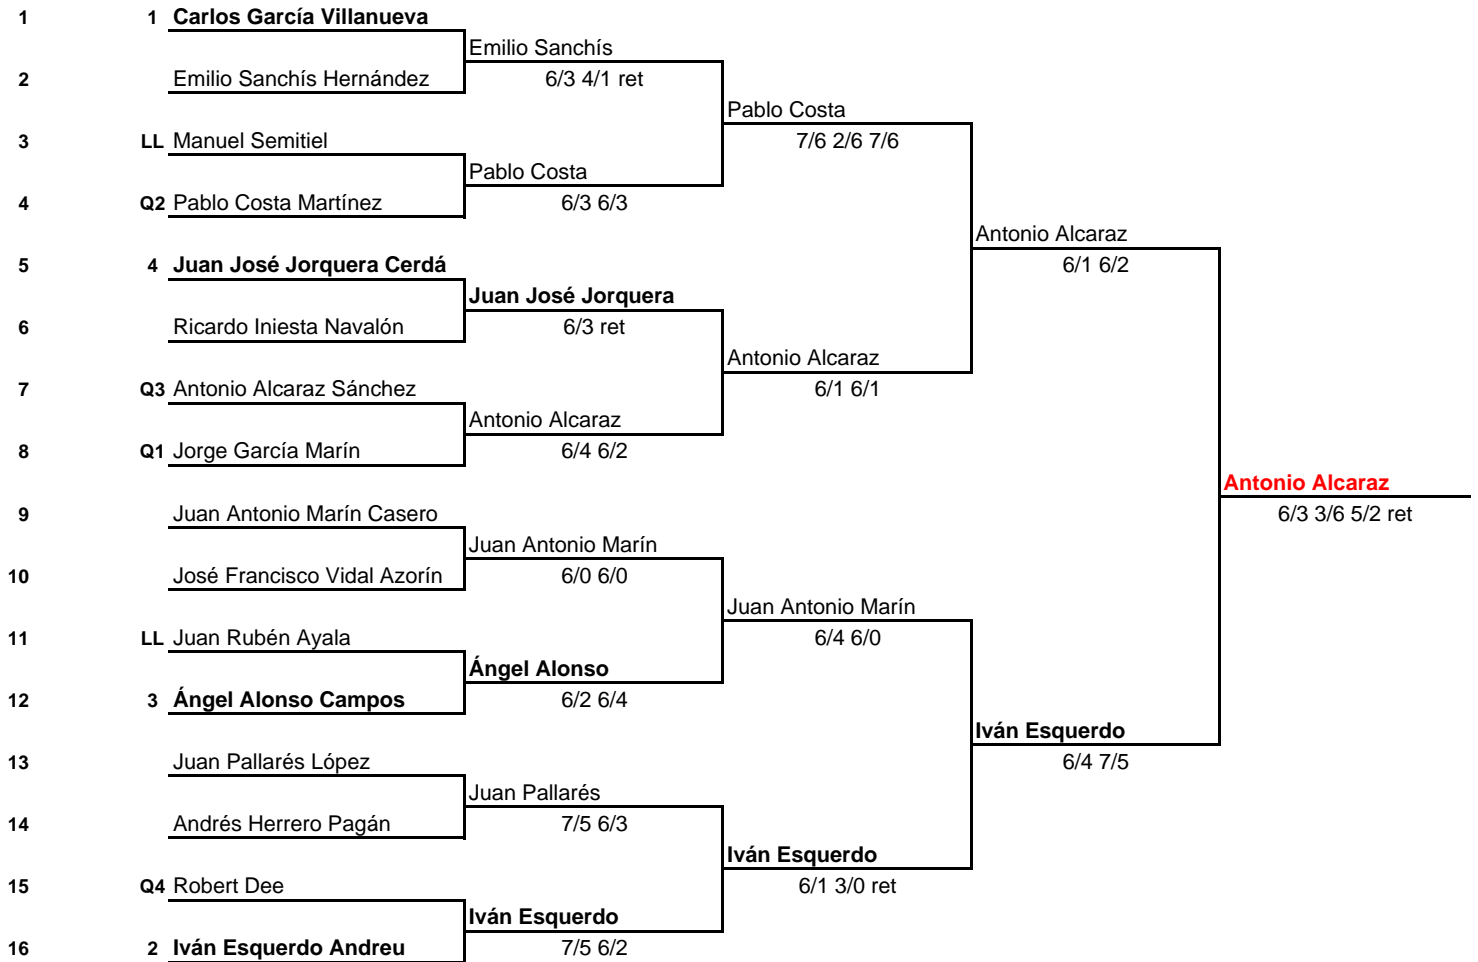 1 1 Carlos García Villanueva
Emilio Sanchís
2 Emilio Sanchís Hernández 6/3 4/1 ret
Pablo Costa
3 LL Manuel Semitiel 7/6 2/6 7/6
Pablo Costa
4 Q2 Pablo Costa Martínez 6/3 6/3
Antonio Alcaraz
5 4 Juan José Jorquera Cerdá 6/1 6/2
Juan José Jorquera
6 Ricardo Iniesta Navalón 6/3 ret
Antonio Alcaraz
7 Q3 Antonio Alcaraz Sánchez 6/1 6/1
Antonio Alcaraz
8 Q1 Jorge García Marín 6/4 6/2
Antonio Alcaraz
9 Juan Antonio Marín Casero 6/3 3/6 5/2 ret
Juan Antonio Marín
10 José Francisco Vidal Azorín 6/0 6/0
Juan Antonio Marín
11 LL Juan Rubén Ayala 6/4 6/0
Ángel Alonso
12 3 Ángel Alonso Campos 6/2 6/4
Iván Esquerdo
13 Juan Pallarés López 6/4 7/5
Juan Pallarés
14 Andrés Herrero Pagán 7/5 6/3
Iván Esquerdo
15 Q4 Robert Dee 6/1 3/0 ret
Iván Esquerdo
16 2 Iván Esquerdo Andreu 7/5 6/2